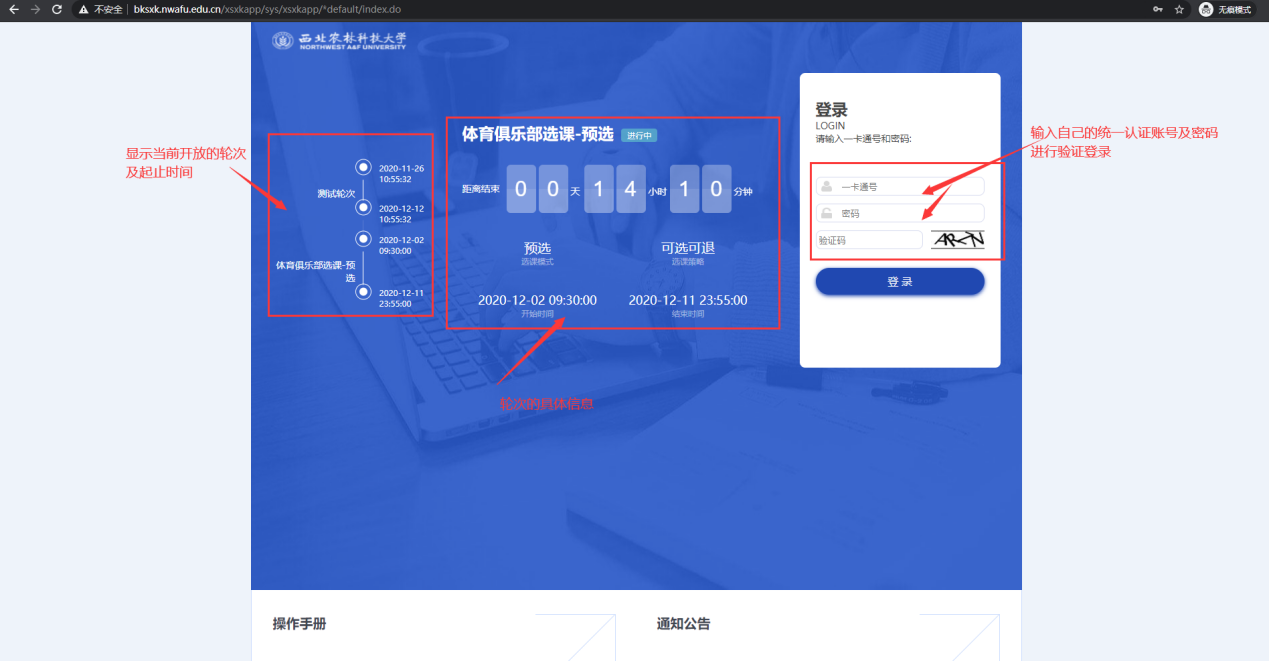 不安全 | bksxk.nwafu.edu.cn/xsxkapp/sys/xsxkapp/*default/index.do
无痕模式
西北农林科技大学
NORTHWEST A&F UNIVERSITY
显示当前开放的轮次
及起止时间
2020-11-26
10:55:32
测试轮次
2020-12-12
10:55:32
2020-12-02
09:30:00
体育俱乐部选课-预
选
2020-12-11
23:55:00
体育俱乐部选课-预选 进行中
距离结束 0 0 天 1 4 小时 1 0 分钟
预选 可选可退
选课模式 选课策略
2020-12-02 09:30:00 2020-12-11 23:55:00
开始时间 结束时间
轮次的具体信息
登录
LOGIN
请输入一卡通号和密码:
一卡通号
密码
验证码
登 录
输入自己的统一认证账号及密码
进行验证登录
操作手册 通知公告